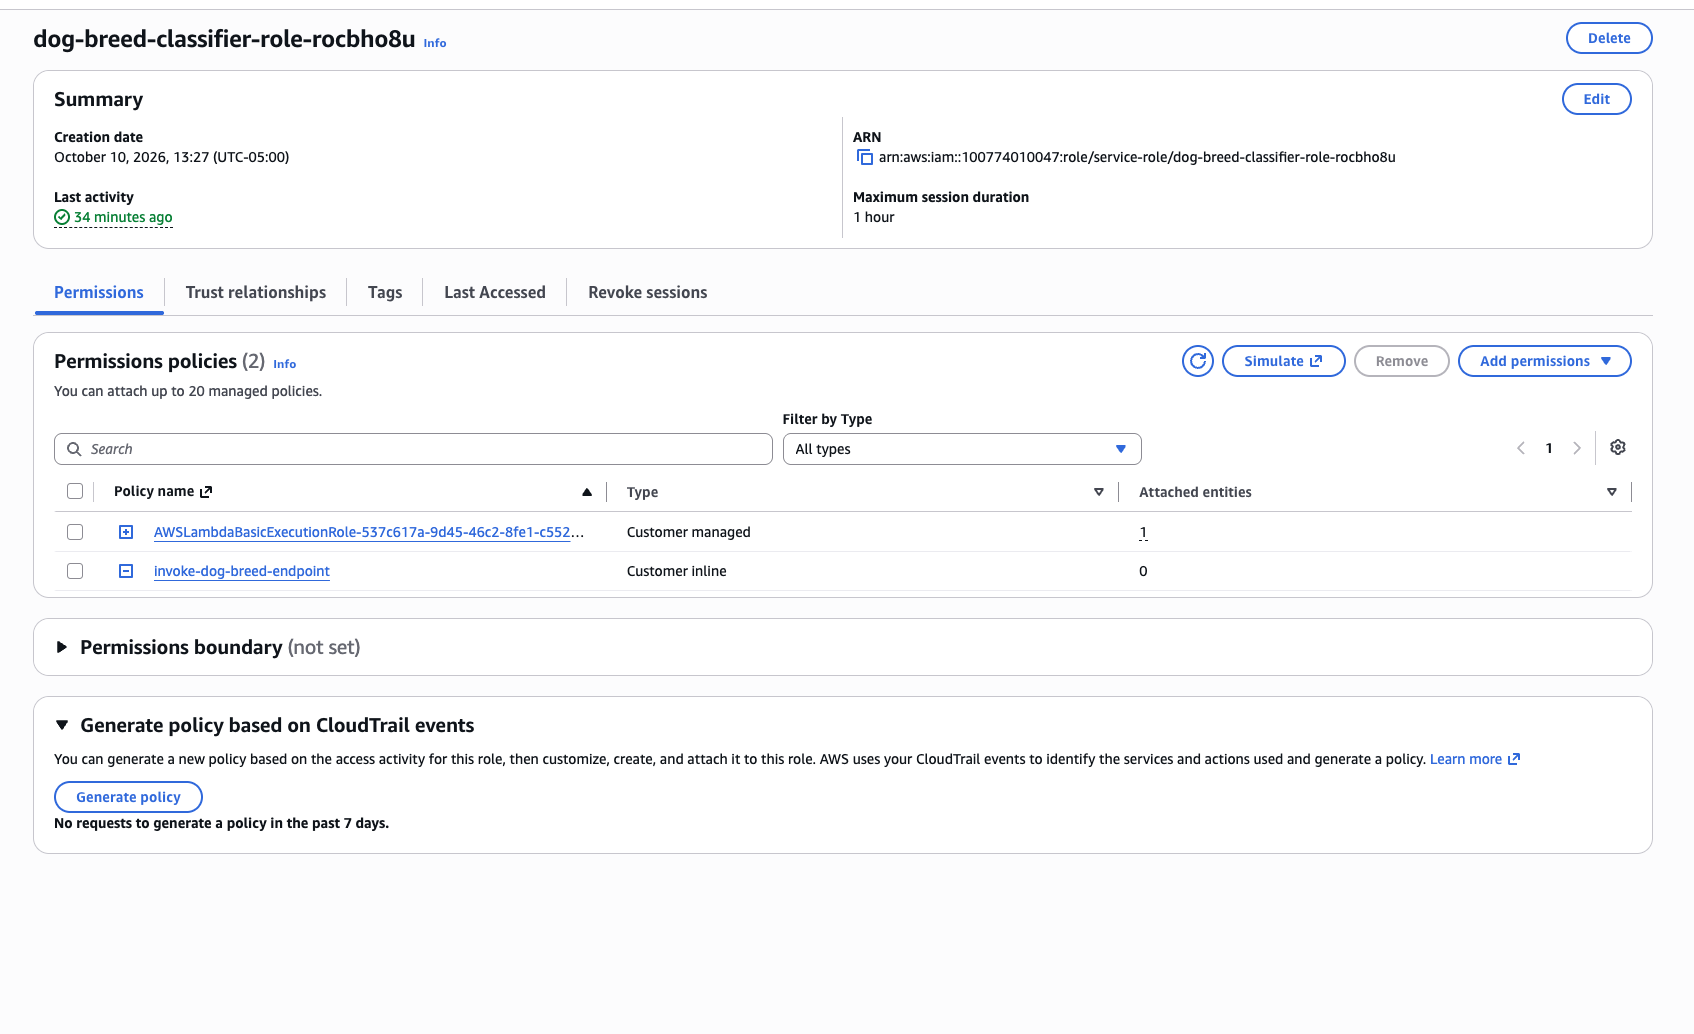 dog-breed-classifier-role-rocbho8u Info
Delete
Summary
Edit
Creation date
October 10, 2026, 13:27 (UTC-05:00)
ARN
arn:aws:iam::100774010047:role/service-role/dog-breed-classifier-role-rocbho8u
Last activity
34 minutes ago
Maximum session duration
1 hour
Permissions
Trust relationships
Tags
Last Accessed
Revoke sessions
Permissions policies (2) Info
Simulate
Remove
Add permissions
You can attach up to 20 managed policies.
Filter by Type
Search
All types
1
Policy name
Type
Attached entities
AWSLambdaBasicExecutionRole-537c617a-9d45-46c2-8fe1-c552...
Customer managed
1
invoke-dog-breed-endpoint
Customer inline
0
Permissions boundary (not set)
Generate policy based on CloudTrail events
You can generate a new policy based on the access activity for this role, then customize, create, and attach it to this role. AWS uses your CloudTrail events to identify the services and actions used and generate a policy. Learn more
Generate policy
No requests to generate a policy in the past 7 days.